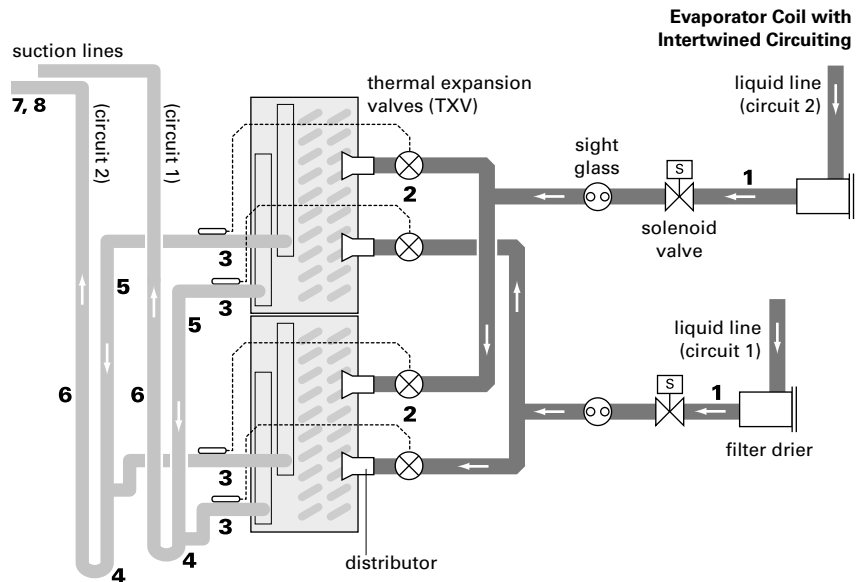 Evaporator Coil with
Intertwined Circuiting
suction lines
7, 8
(circuit 2)
(circuit 1)
thermal expansion
valves (TXV)
liquid line
(circuit 2)
sight
glass
S
1
2
solenoid
valve
3
3
5
5
liquid line
(circuit 1)
S
1
6
6
2
filter drier
3
3
4
4
distributor